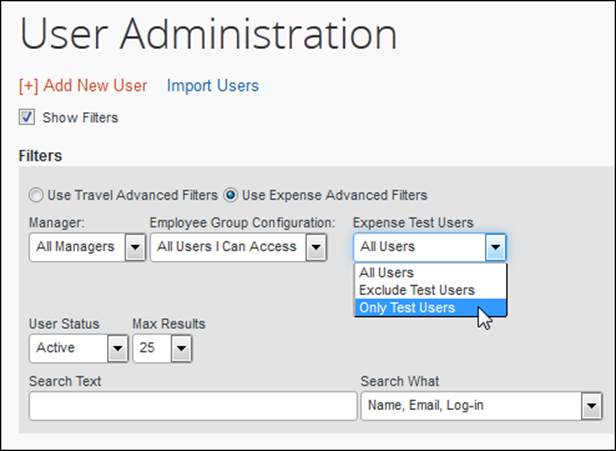 User Administration
[+] Add New User Import Users
Show Filters
Filters
Use Travel Advanced Filters Use Expense Advanced Filters
Manager: Employee Group Configuration: Expense Test Users
All Managers All Users I Can Access All Users
All Users
Exclude Test Users
Only Test Users
User Status Max Results
Active 25
Search Text Search What
Name, Email, Log-in